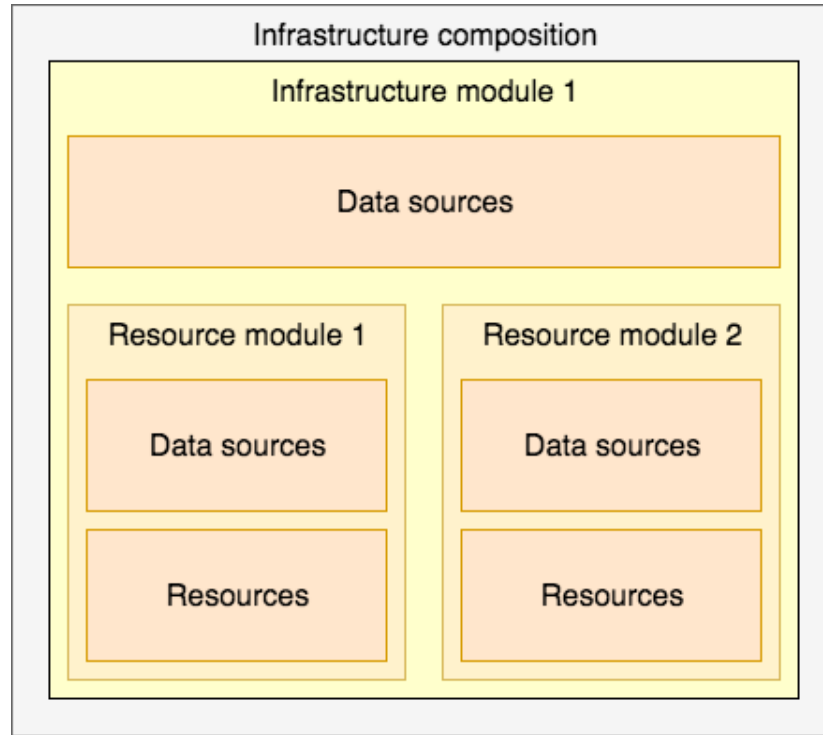 Infrastructure composition
Infrastructure module 1
Data sources
Resource module 1
Resource module 2
Data sources
Data sources
Resources
Resources